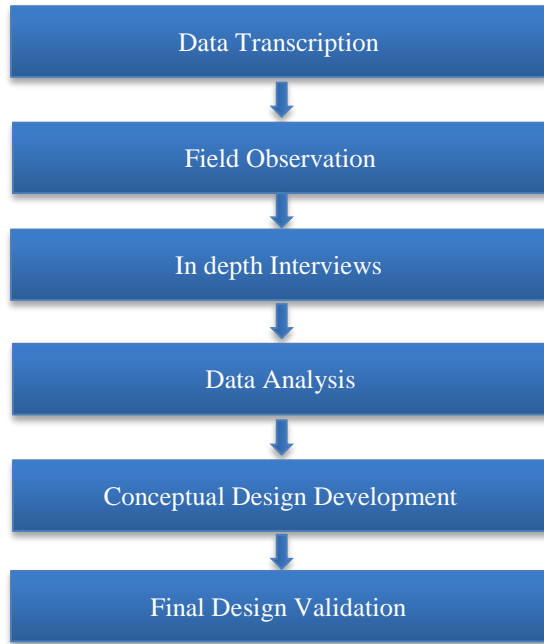 Data Transcription
Field Observation
In depth Interviews
Data Analysis
Conceptual Design Development
Final Design Validation